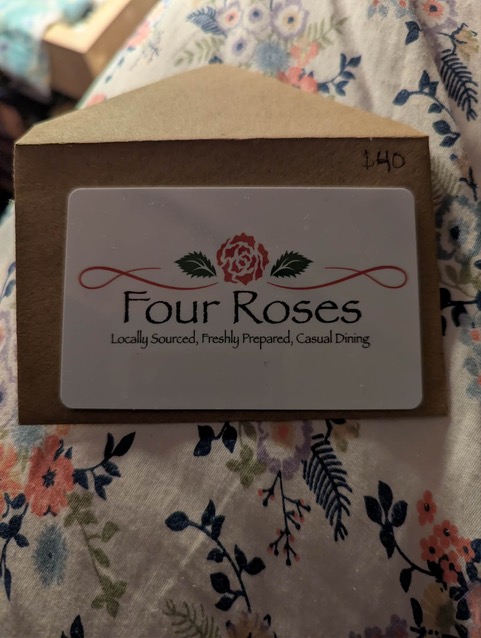 $40
Four Roses
Locally Sourced, Freshly Prepared, Casual Dining